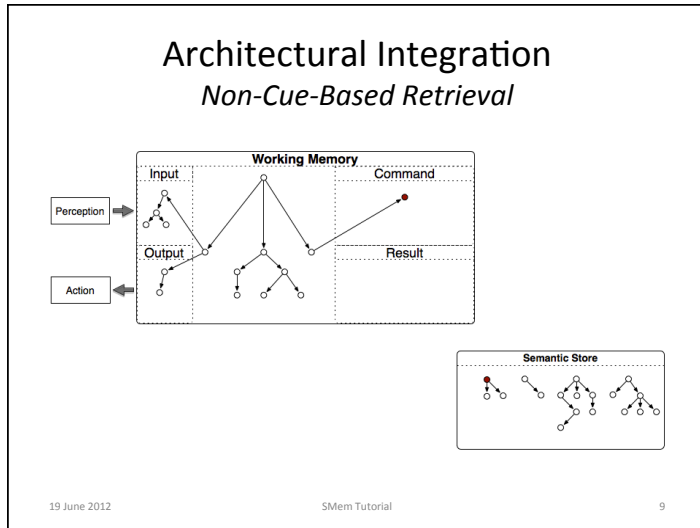 Architectural Integration
Non-Cue-Based Retrieval
Working Memory
Input
Command
Perception
Output
Result
Action
Semantic Store
19 June 2012
SMem Tutorial
9